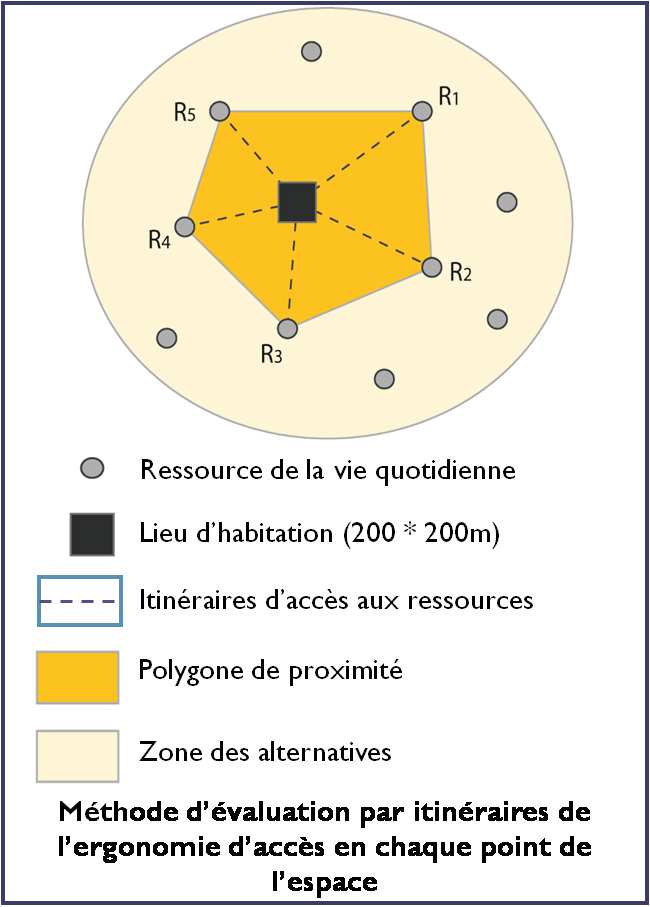 R1
R5
R4
R2
R3
Ressource de la vie quotidienne
Lieu d'habitation (200 * 200m)
Itinéraires d'accès aux ressources
Polygone de proximité
Zone des alternatives
Méthode d'évaluation par itinéraires de
l'ergonomie d'accès en chaque point de
l'espace